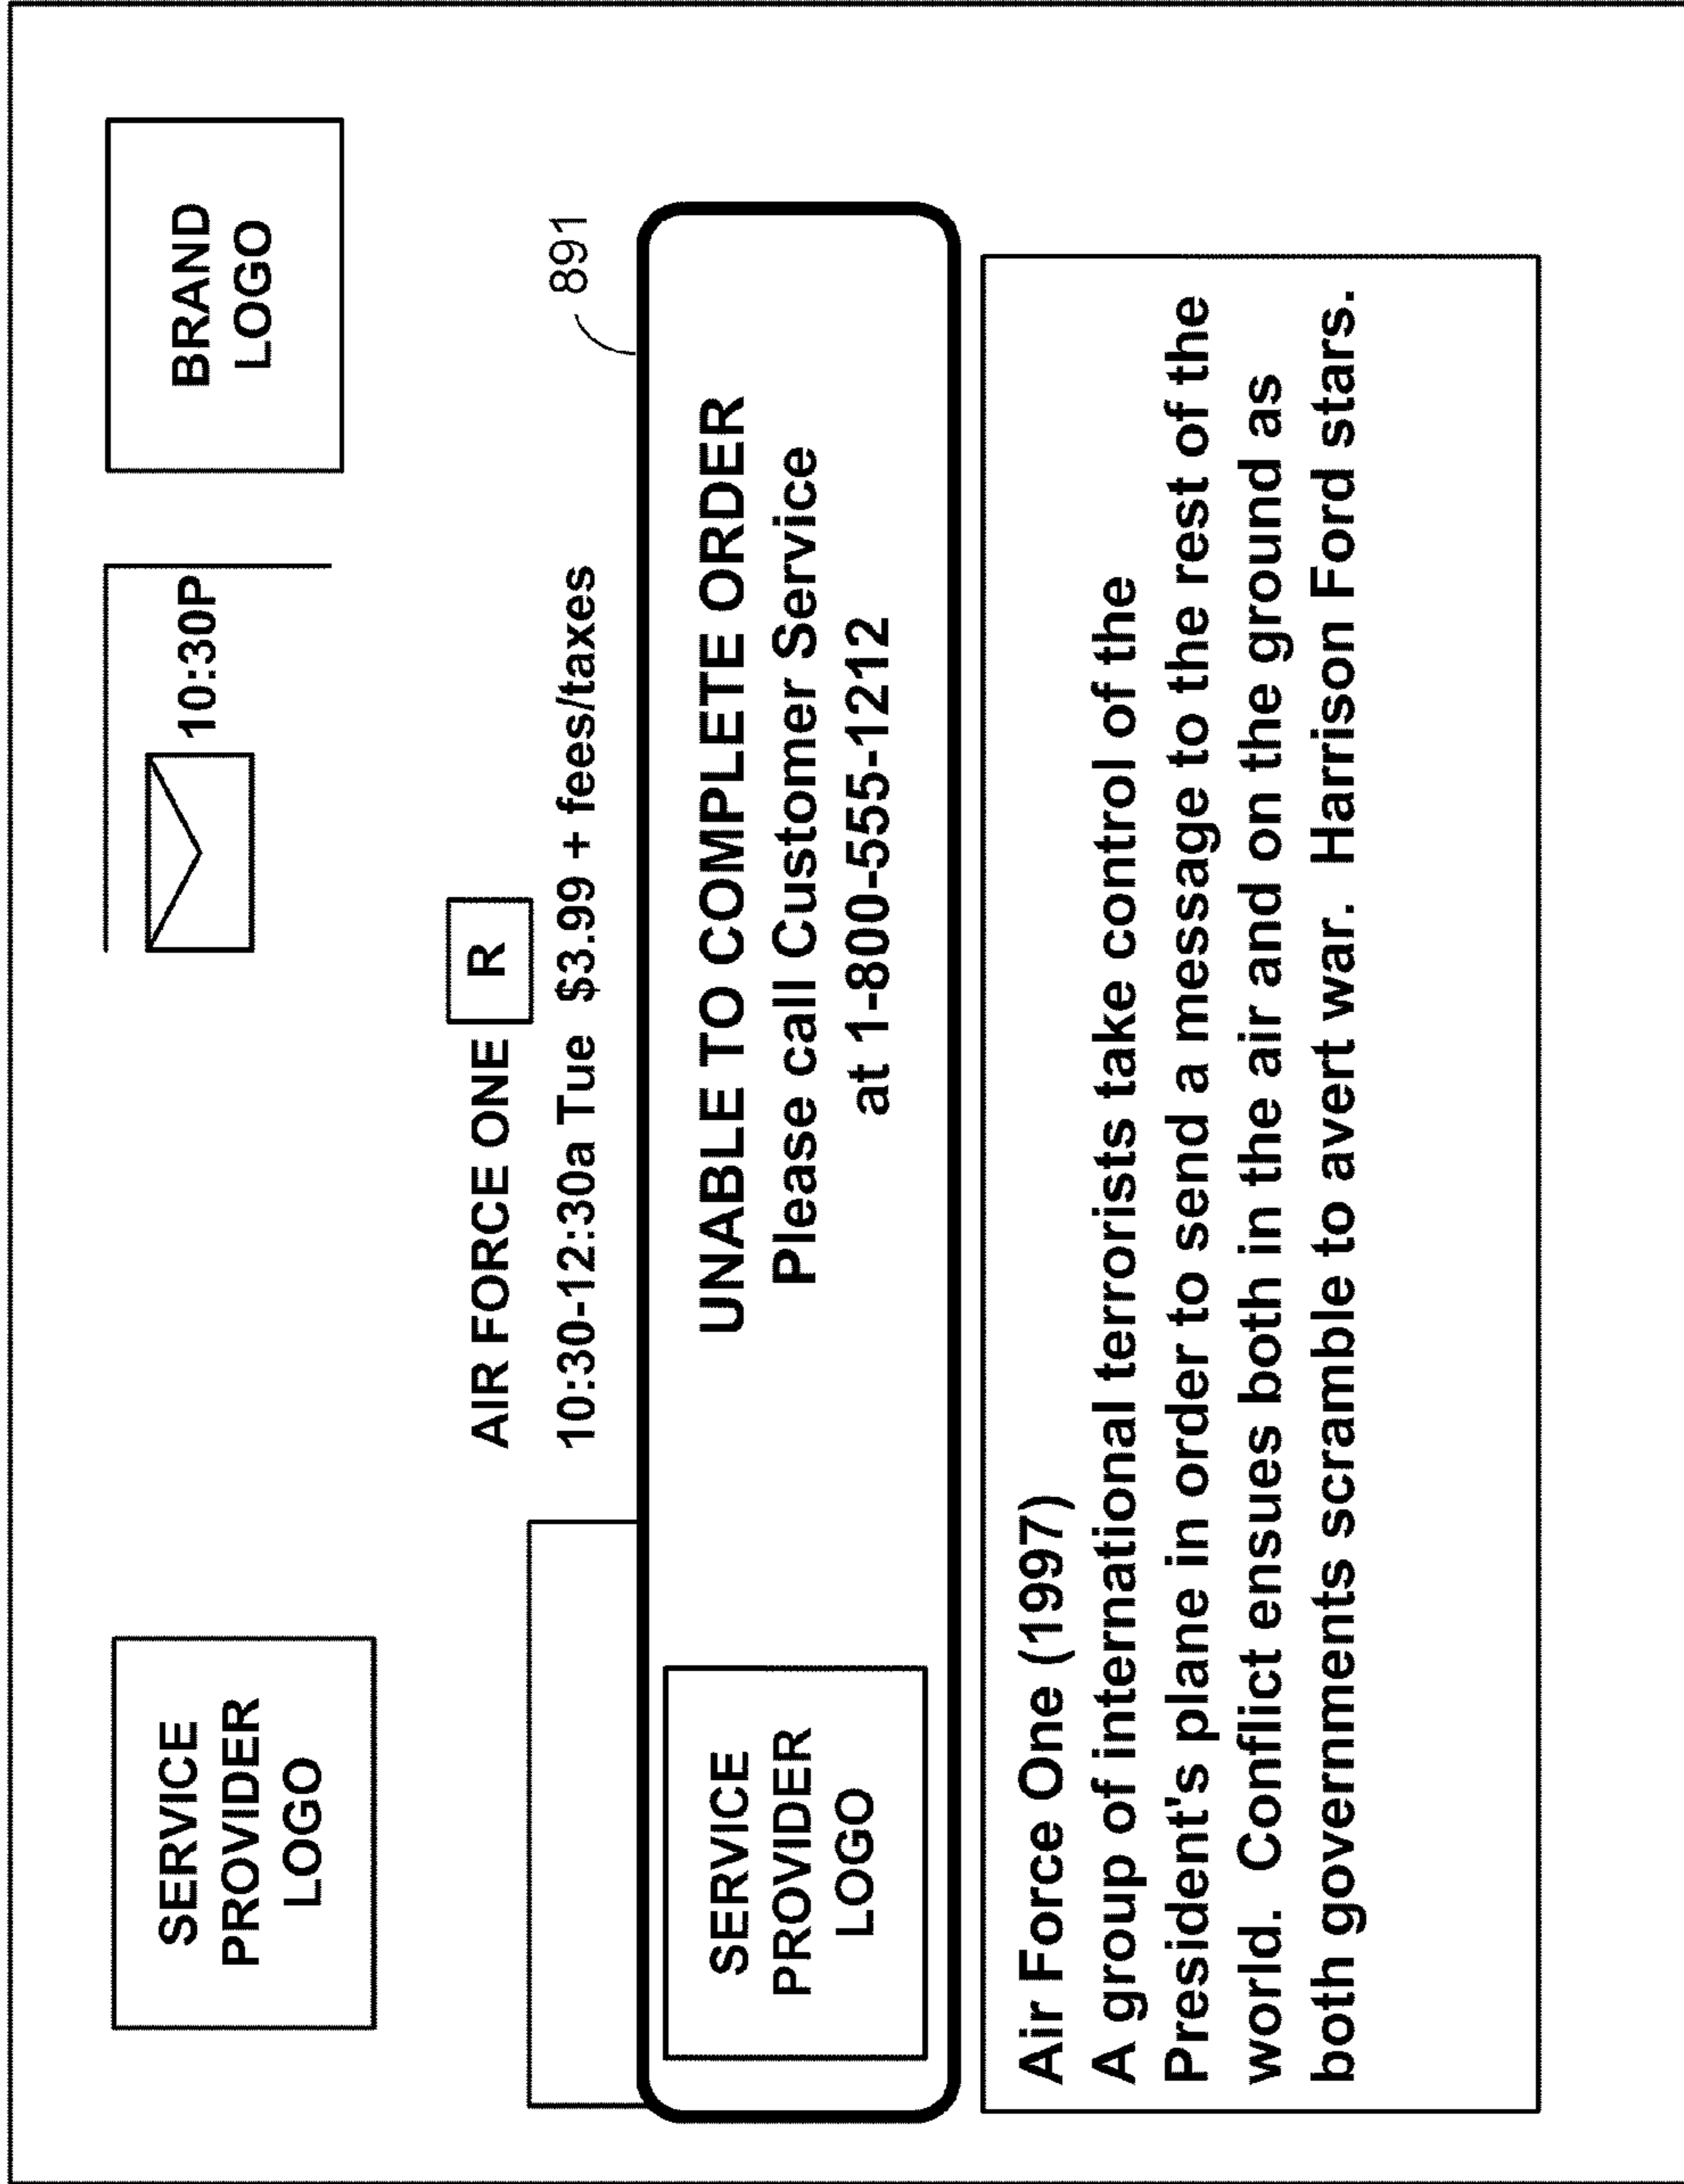 SERVICE
PROVIDER
LOGO
10:30P
BRAND
LOGO
AIR FORCE ONE R
10:30-12:30a Tue $3.99 + fees/taxes
891
SERVICE
PROVIDER
LOGO
UNABLE TO COMPLETE ORDER
Please call Customer Service
at 1-800-555-1212
Air Force One (1997)
A group of international terrorists take control of the
President's plane in order to send a message to the rest of the
world. Conflict ensues both in the air and on the ground as
both governments scramble to avert war. Harrison Ford stars.